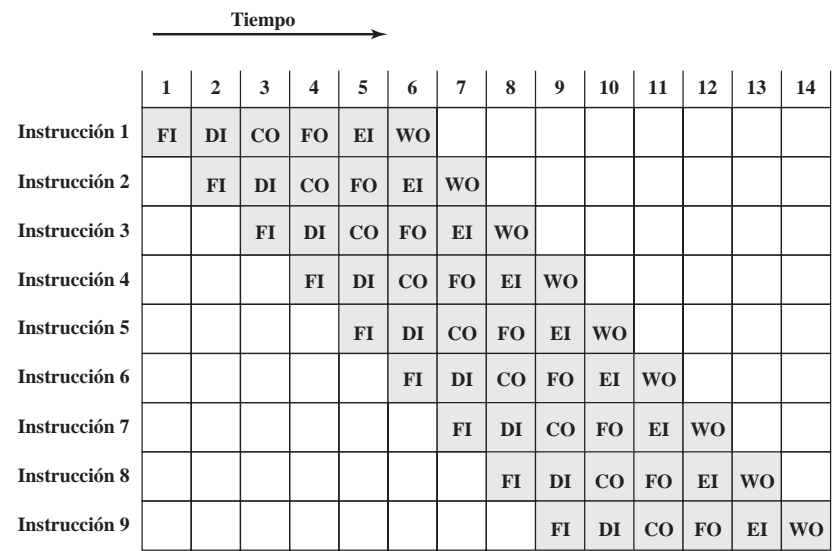 Tiempo
1 2 3 4 5 6 7 8 9 10 11 12 13 14
Instrucción 1 FI DI CO FO EI WO
Instrucción 2 FI DI CO FO EI WO
Instrucción 3 FI DI CO FO EI WO
Instrucción 4 FI DI CO FO EI WO
Instrucción 5 FI DI CO FO EI WO
Instrucción 6 FI DI CO FO EI WO
Instrucción 7 FI DI CO FO EI WO
Instrucción 8 FI DI CO FO EI WO
Instrucción 9 FI DI CO FO EI WO